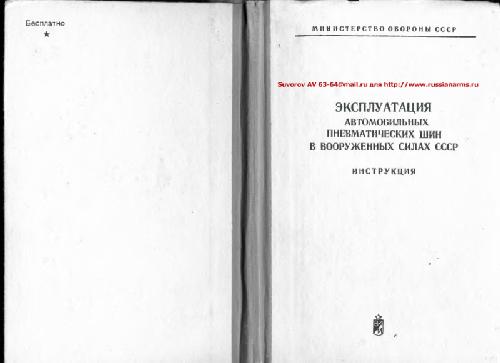 Бесплатно
★
МИНИСТЕРСТВО ОБОРОНЫ СССР
Suvorov AV 63-64@mail.ru для http://www.russianarms.ru
ЭКСПЛУАТАЦИЯ
АВТОМОБИЛЬНЫХ
ПНЕВМАТИЧЕСКИХ ШИН
В ВООРУЖЕННЫХ СИЛАХ СССР
ИНСТРУКЦИЯ